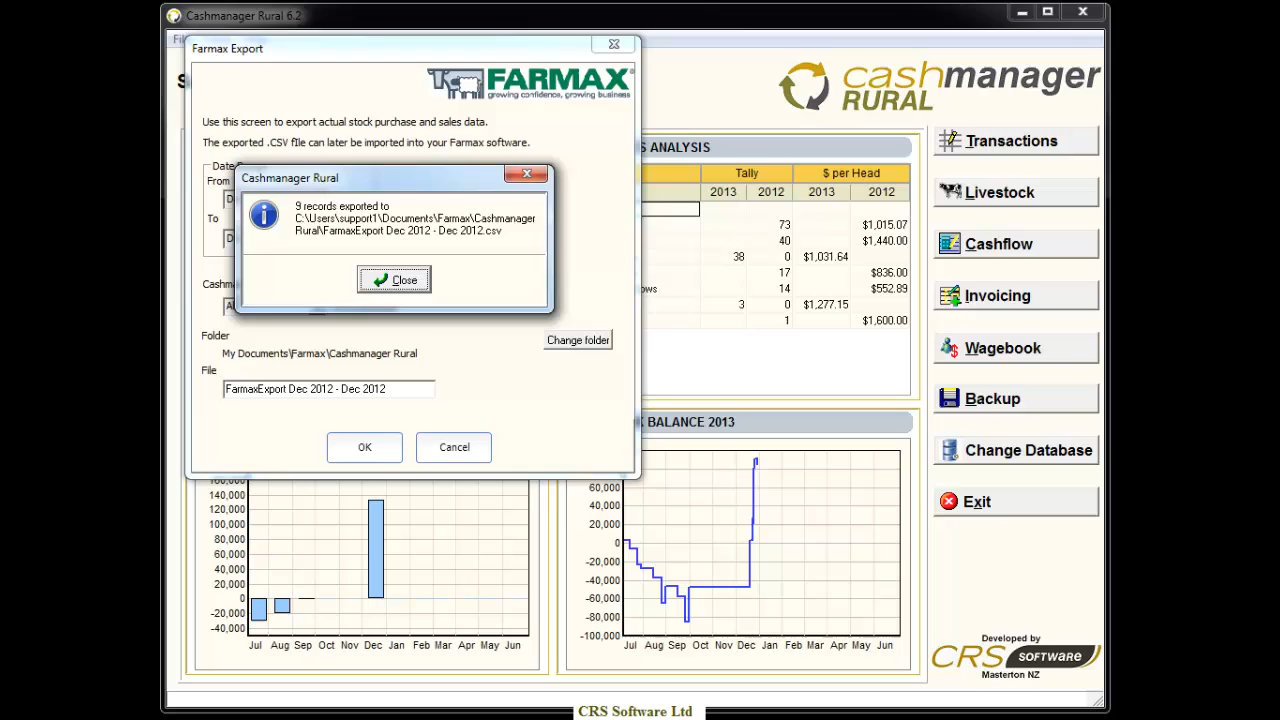 Cashmanager Rural 6.2
Farmax Export
FARMAX
growing confidence, growing business
Use this screen to export actual stock purchase and sales data.
The exported .CSV file can later be imported into your Farmax software.
From
To
Folder
My Documents\Farmax\Cashmanager Rural
Change folder
File
FarmaxExport Dec 2012 - Dec 2012
OK
Cancel
Cashmanager Rural
9 records exported to
C:\Users\support1\Documents\Farmax\Cashmanager
Rural\FarmaxExport Dec 2012 - Dec 2012.csv
Close
cashmanager
RURAL
S ANALYSIS
Tally $ per Head
2013 2012 2013 2012
73 $1,015.07
40 $1,440.00
38 0 $1,031.64
17 $836.00
ows 14 $552.89
3 0 $1,277.15
1 $1,600.00
Transactions
Livestock
Cashflow
Invoicing
Wagebook
Backup
Change Database
Exit
140,000
120,000
100,000
80,000
60,000
40,000
20,000
0
-20,000
-40,000
Jul Aug Sep Oct Nov Dec Jan Feb Mar Apr May Jun
BALANCE 2013
60,000
40,000
20,000
0
-20,000
-40,000
-60,000
-80,000
-100,000
Jul Aug Sep Oct Nov Dec Jan Feb Mar Apr May Jun
Developed by
CRS SOFTWARE
Masterton NZ
CRS Software Ltd